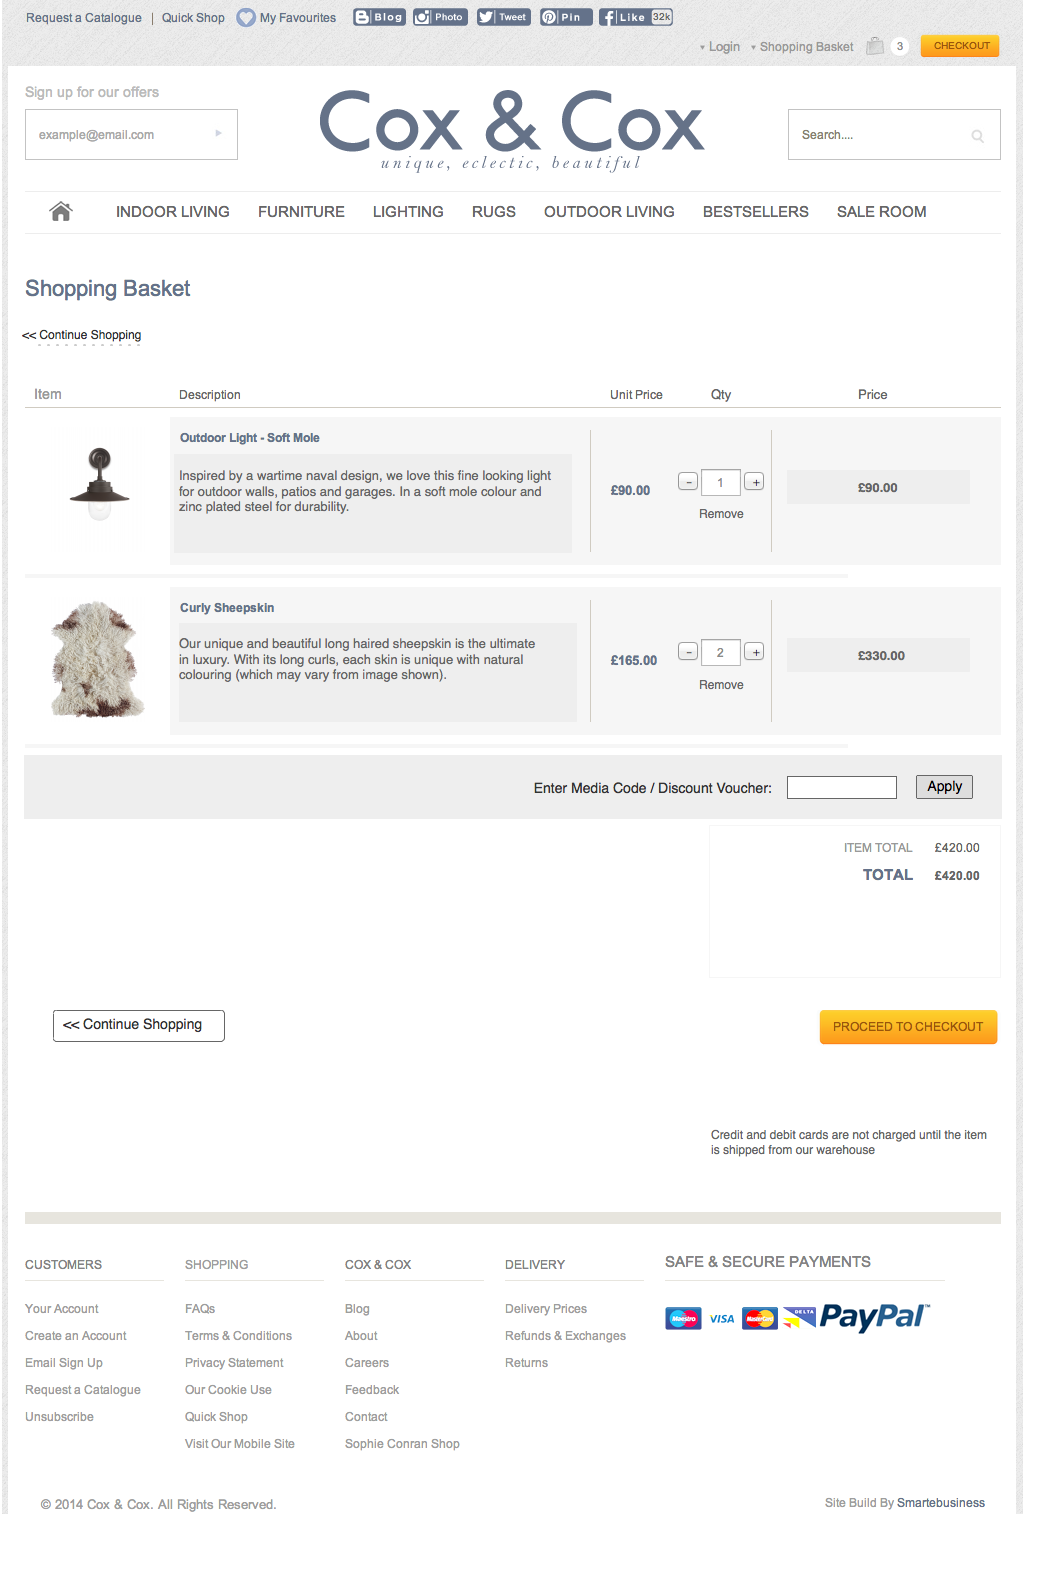 Request a Catalogue | Quick Shop My Favourites Blog Photo Tweet Pin Like 32k
Login Shopping Basket 3 CHECKOUT
Sign up for our offers
example@email.com
Cox & Cox
unique, eclectic, beautiful
Search....
INDOOR LIVING FURNITURE LIGHTING RUGS OUTDOOR LIVING BESTSELLERS SALE ROOM
Shopping Basket
<< Continue Shopping
Item Description Unit Price Qty Price
Outdoor Light - Soft Mole
Inspired by a wartime naval design, we love this fine looking light
for outdoor walls, patios and garages. In a soft mole colour and
zinc plated steel for durability.
£90.00 - 1 + £90.00
Remove
Curly Sheepskin
Our unique and beautiful long haired sheepskin is the ultimate
in luxury. With its long curls, each skin is unique with natural
colouring (which may vary from image shown).
£165.00 - 2 + £330.00
Remove
Enter Media Code / Discount Voucher: Apply
ITEM TOTAL £420.00
TOTAL £420.00
<< Continue Shopping PROCEED TO CHECKOUT
Credit and debit cards are not charged until the item
is shipped from our warehouse
CUSTOMERS
Your Account
Create an Account
Email Sign Up
Request a Catalogue
Unsubscribe
SHOPPING
FAQs
Terms & Conditions
Privacy Statement
Our Cookie Use
Quick Shop
Visit Our Mobile Site
COX & COX
Blog
About
Careers
Feedback
Contact
Sophie Conran Shop
DELIVERY
Delivery Prices
Refunds & Exchanges
Returns
SAFE & SECURE PAYMENTS
Maestro VISA MasterCard DELTA PayPal™
© 2014 Cox & Cox. All Rights Reserved.
Site Build By Smartebusiness